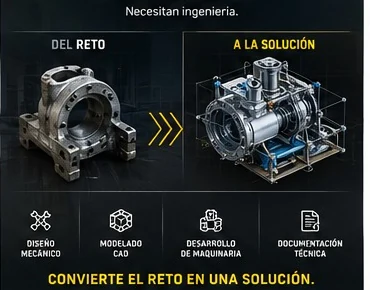 Necesitan ingenieria.
DEL RETO
A LA SOLUCIÓN
DISEÑO
MECÁNICO
MODELADO
CAD
DESARROLLO
DE MAQUINARIA
DOCUMENTACIÓN
TÉCNICA
CONVIERTE EL RETO EN UNA SOLUCIÓN.